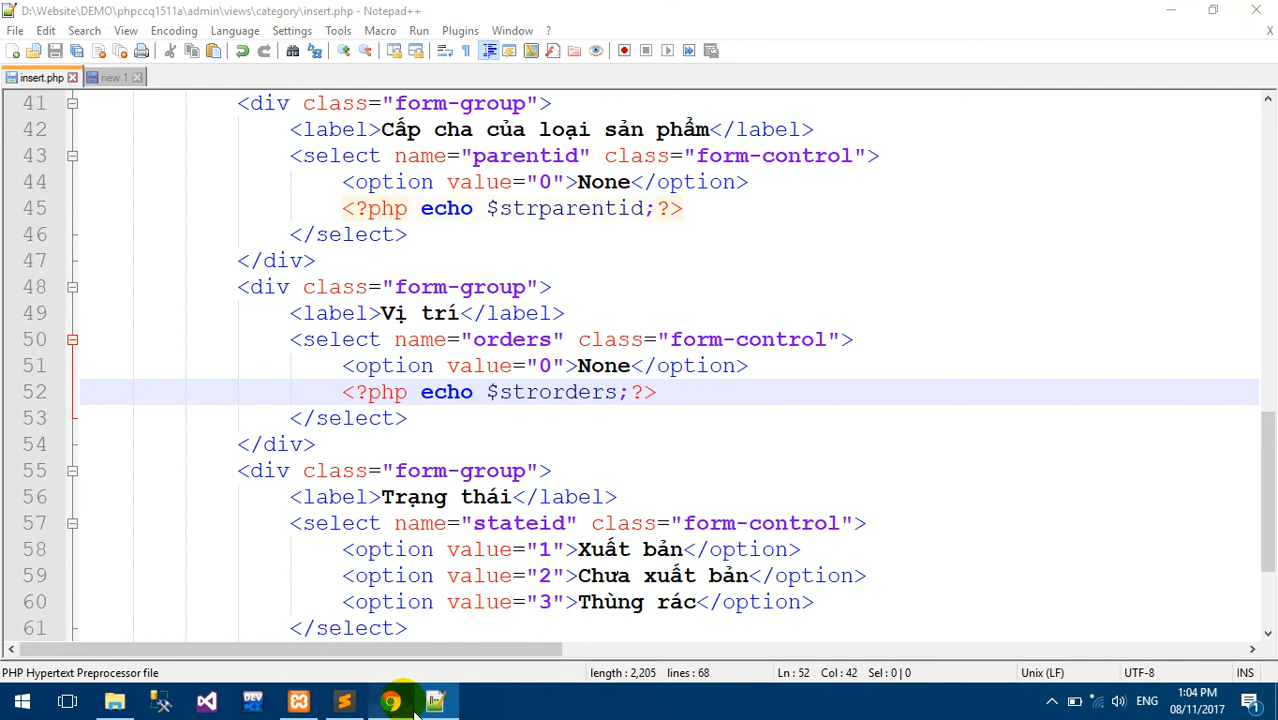 D:\Website\DEMO\phpccq1511a\admin\views\category\insert.php - Notepad++
File Edit Search View Encoding Language Settings Tools Macro Run Plugins Window ? X
insert.php new 1
41 <div class="form-group">
42 <label>Cấp cha của loại sản phẩm</label>
43 <select name="parentid" class="form-control">
44 <option value="0">None</option>
45 <?php echo $strparentid;?>
46 </select>
47 </div>
48 <div class="form-group">
49 <label>Vị trí</label>
50 <select name="orders" class="form-control">
51 <option value="0">None</option>
52 <?php echo $strorders;?>
53 </select>
54 </div>
55 <div class="form-group">
56 <label>Trạng thái</label>
57 <select name="stateid" class="form-control">
58 <option value="1">Xuất bản</option>
59 <option value="2">Chưa xuất bản</option>
60 <option value="3">Thùng rác</option>
61 </select>
PHP Hypertext Preprocessor file length : 2,205 lines : 68 Ln : 52 Col : 42 Sel : 0 | 0 Unix (LF) UTF-8 INS
DEV
ENG
1:04 PM
08/11/2017